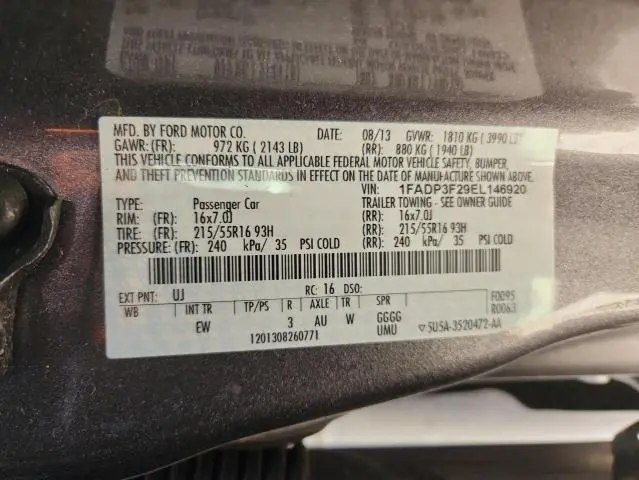 MFD. BY FORD MOTOR CO. DATE: 08/13 GVWR: 1810 KG ( 3990 LB)
GAWR: (FR): 972 KG ( 2143 LB) (RR): 880 KG ( 1940 LB)
THIS VEHICLE CONFORMS TO ALL APPLICABLE FEDERAL MOTOR VEHICLE SAFETY, BUMPER,
AND THEFT PREVENTION STANDARDS IN EFFECT ON THE DATE OF MANUFACTURE SHOWN ABOVE.
VIN: 1FADP3F29EL146920
TYPE: Passenger Car TRAILER TOWING - SEE OWNER GUIDE
RIM: (FR): 16x7.0J (RR): 16x7.0J
TIRE: (FR): 215/55R16 93H (RR): 215/55R16 93H
PRESSURE: (FR): 240 kPa/ 35 PSI COLD (RR): 240 kPa/ 35 PSI COLD
EXT PNT: UJ RC: 16 DSO: F0095
WB INT TR TP/PS R AXLE TR SPR R0063
EW 3 AU W GGGG
UMU
1201308260771 ▽5U5A-3520472-AA